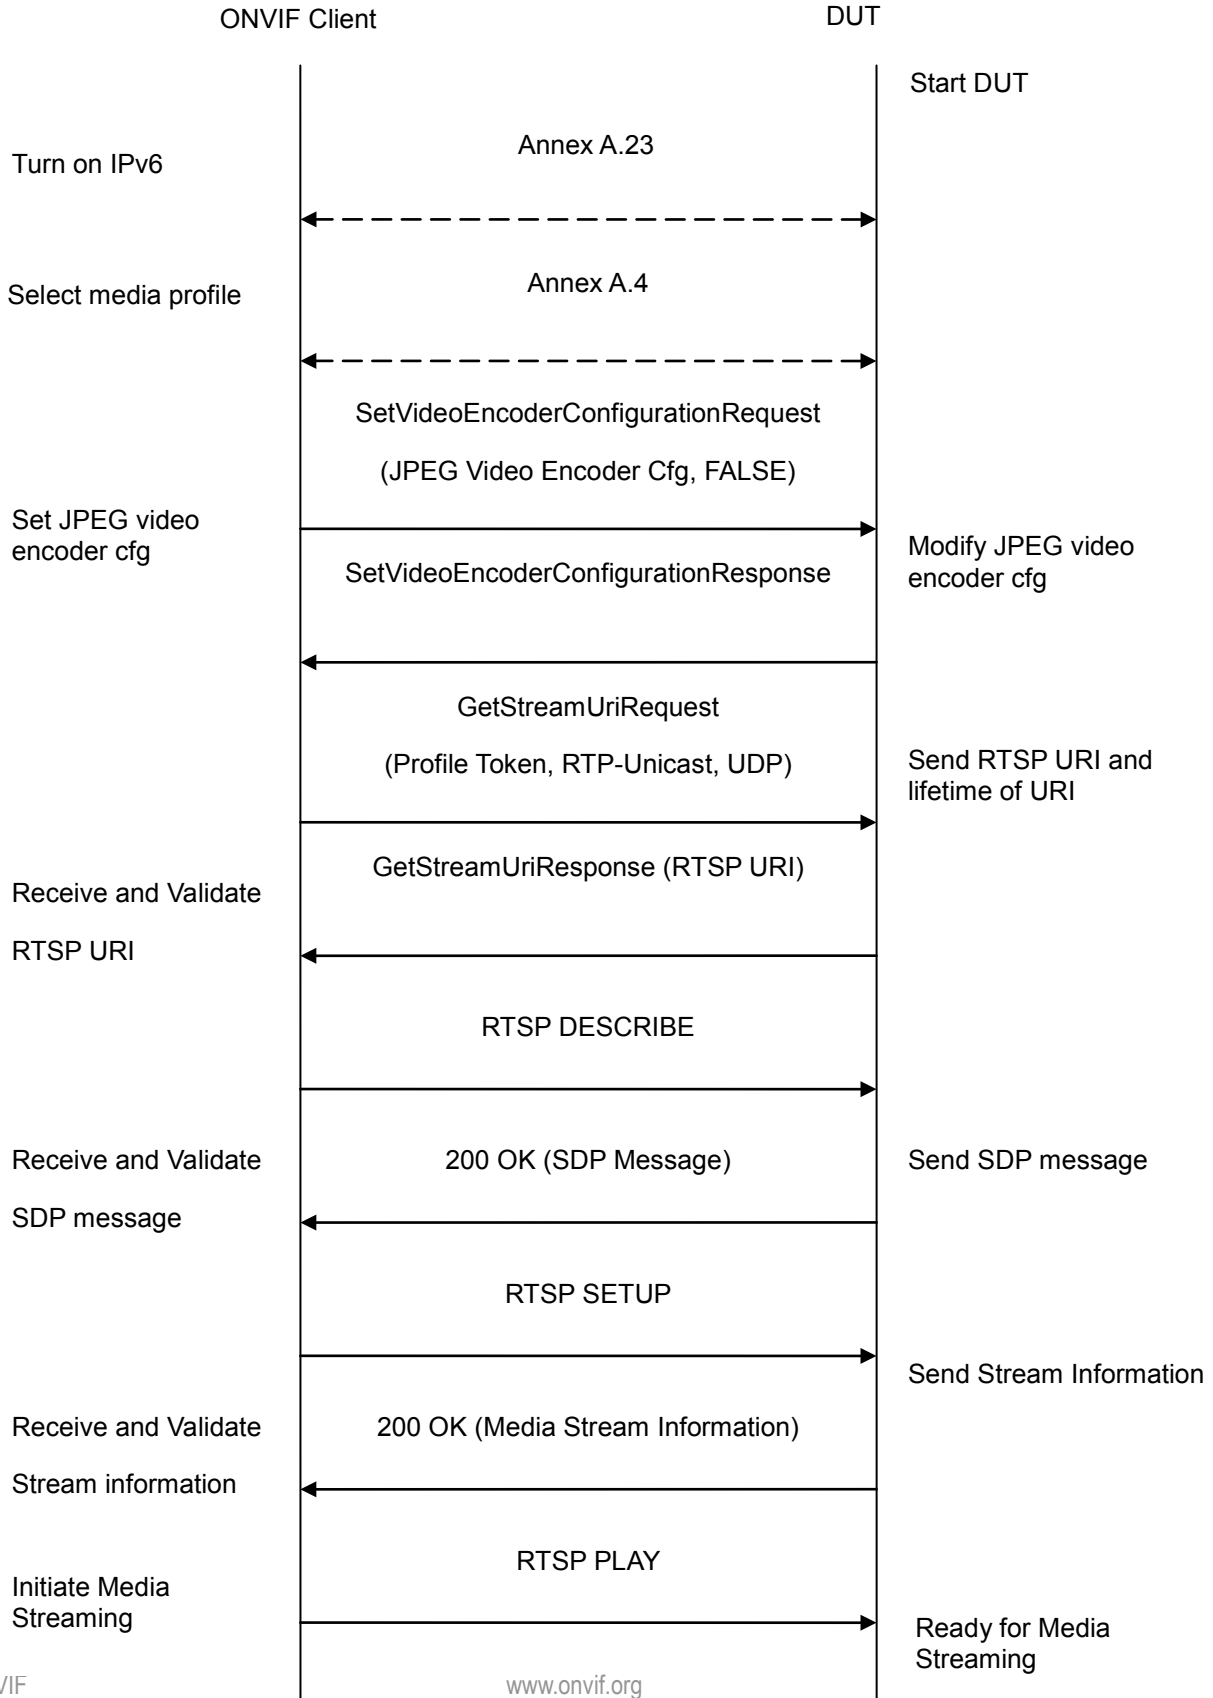 ONVIF Client
DUT
Start DUT
Turn on IPv6
Annex A.23
Select media profile
Annex A.4
SetVideoEncoderConfigurationRequest
(JPEG Video Encoder Cfg, FALSE)
Set JPEG video
encoder cfg
Modify JPEG video
encoder cfg
SetVideoEncoderConfigurationResponse
GetStreamUriRequest
(Profile Token, RTP-Unicast, UDP)
Send RTSP URI and
lifetime of URI
GetStreamUriResponse (RTSP URI)
Receive and Validate
RTSP URI
RTSP DESCRIBE
Receive and Validate
SDP message
200 OK (SDP Message)
Send SDP message
RTSP SETUP
Send Stream Information
Receive and Validate
Stream information
200 OK (Media Stream Information)
RTSP PLAY
Initiate Media
Streaming
Ready for Media
Streaming
www.onvif.org